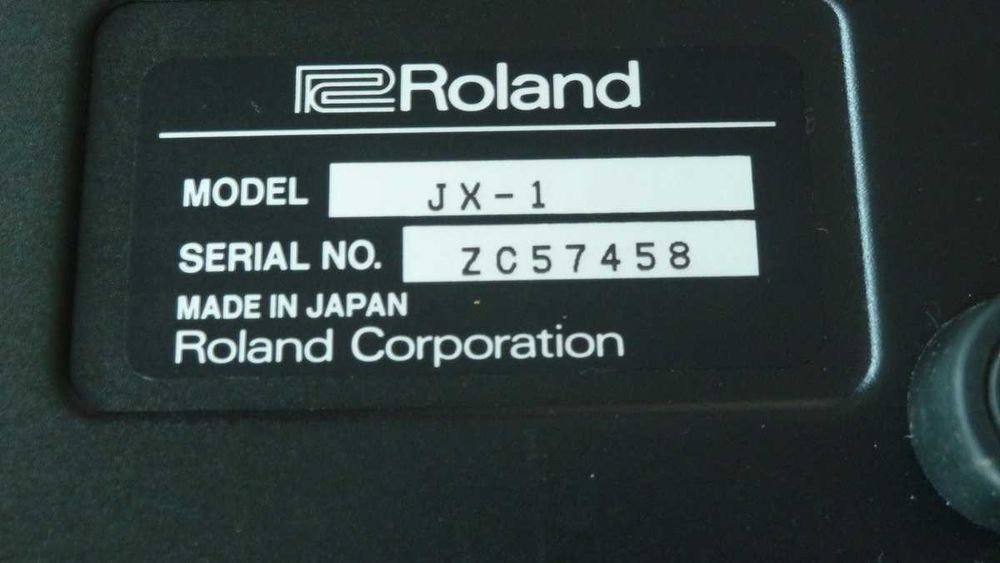 Roland
MODEL JX-1
SERIAL NO. ZC57458
MADE IN JAPAN
Roland Corporation